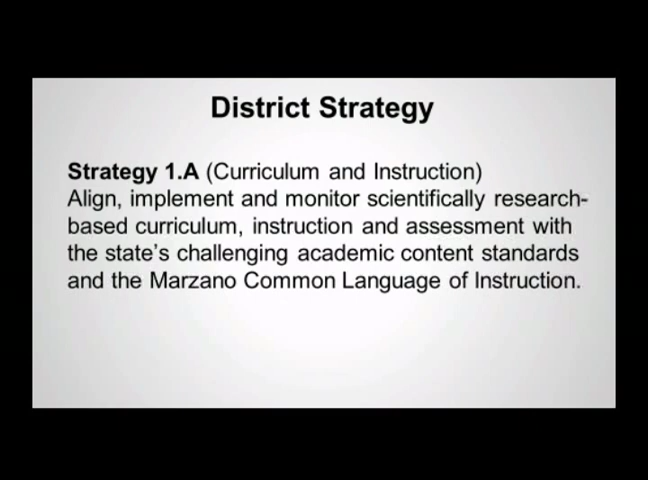 District Strategy
Strategy 1.A (Curriculum and Instruction)
Align, implement and monitor scientifically research-
based curriculum, instruction and assessment with
the state’s challenging academic content standards
and the Marzano Common Language of Instruction.